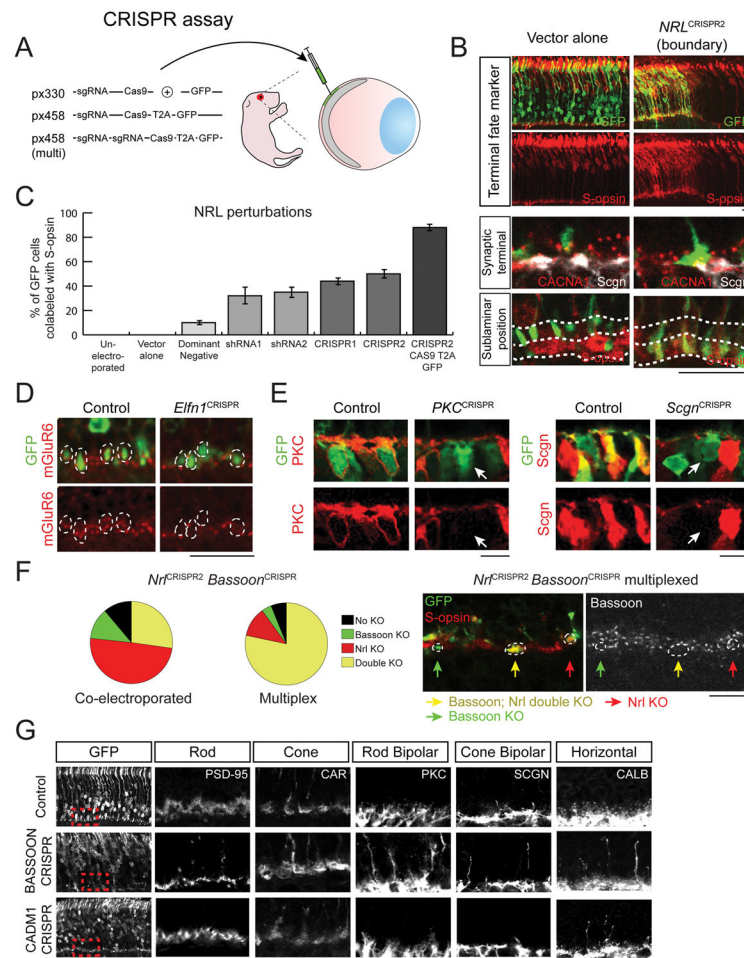 CRISPR assay
A
px330 -sgRNA-Cas9- + -GFP-
px458 -sgRNA-Cas9-T2A-GFP-
px458 -sgRNA-sgRNA-Cas9-T2A-GFP-
(multi)
B
Vector alone
NRL^CRISPR2
(boundary)
Terminal fate marker
GFP
GFP
S-opsin
S-opsin
Synaptic
terminal
CACNA1 Scgn
CACNA1 Scgn
Sublaminar
position
S-opsin
S-opsin
C
NRL perturbations
% of GFP cells
colabeled with S-opsin
100
80
60
40
20
0
Un-
electro-
porated
Vector
alone
Dominant
Negative
shRNA1
shRNA2
CRISPR1
CRISPR2
CRISPR2
CAS9 T2A
GFP
D
Control
Elfn1^CRISPR
GFP
mGluR6
mGluR6
E
Control
PKC^CRISPR
Control
Scgn^CRISPR
GFP
PKC
PKC
GFP
Scgn
Scgn
F
Nrl^CRISPR2 Bassoon^CRISPR
No KO
Bassoon KO
Nrl KO
Double KO
Co-electroporated
Multiplex
Nrl^CRISPR2 Bassoon^CRISPR multiplexed
GFP
S-opsin
Bassoon
Bassoon; Nrl double KO
Nrl KO
Bassoon KO
G
GFP
Rod
Cone
Rod Bipolar
Cone Bipolar
Horizontal
Control
PSD-95
CAR
PKC
SCGN
CALB
BASSOON
CRISPR
CADM1
CRISPR